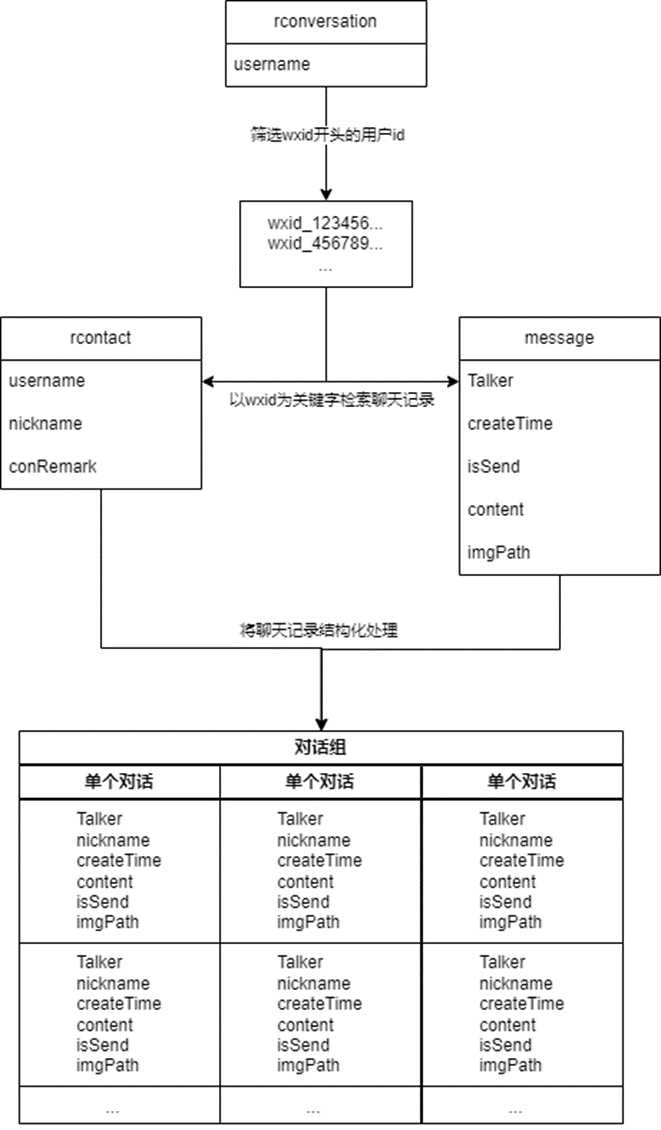 rconversation
username
筛选wxid开头的用户id
wxid_123456...
wxid_456789...
...
rcontact
username
nickname
conRemark
message
Talker
createTime
isSend
content
imgPath
以wxid为关键字检索聊天记录
将聊天记录结构化处理
对话组
单个对话 单个对话 单个对话
Talker Talker Talker
nickname nickname nickname
createTime createTime createTime
content content content
isSend isSend isSend
imgPath imgPath imgPath
Talker Talker Talker
nickname nickname nickname
createTime createTime createTime
content content content
isSend isSend isSend
imgPath imgPath imgPath
... ... ...